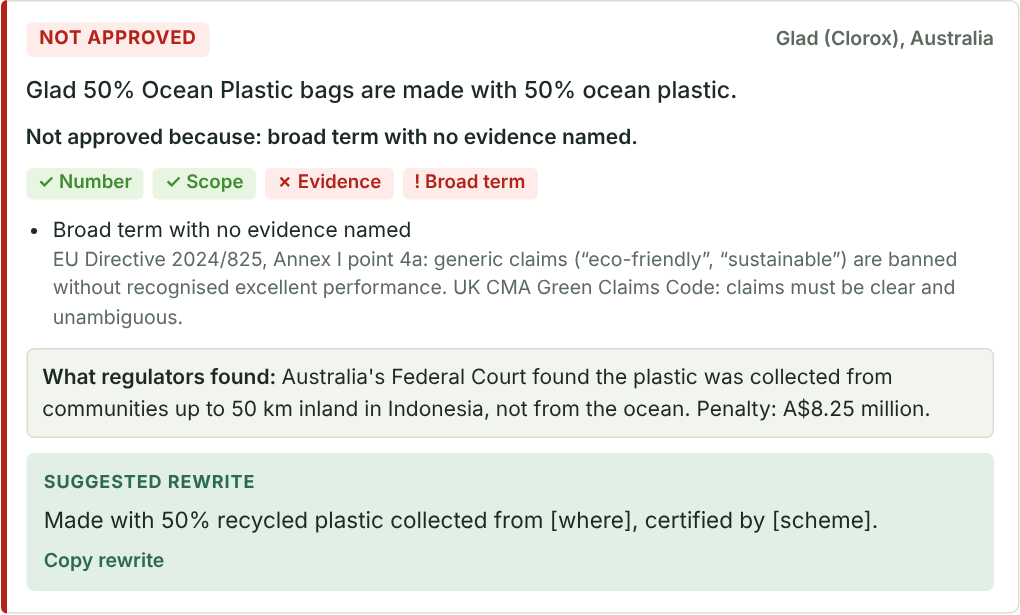 NOT APPROVED
Glad (Clorox), Australia
Glad 50% Ocean Plastic bags are made with 50% ocean plastic.
Not approved because: broad term with no evidence named.
✓ Number ✓ Scope × Evidence ! Broad term
• Broad term with no evidence named
EU Directive 2024/825, Annex I point 4a: generic claims (“eco-friendly”, “sustainable”) are banned
without recognised excellent performance. UK CMA Green Claims Code: claims must be clear and
unambiguous.
What regulators found: Australia's Federal Court found the plastic was collected from
communities up to 50 km inland in Indonesia, not from the ocean. Penalty: A$8.25 million.
SUGGESTED REWRITE
Made with 50% recycled plastic collected from [where], certified by [scheme].
Copy rewrite